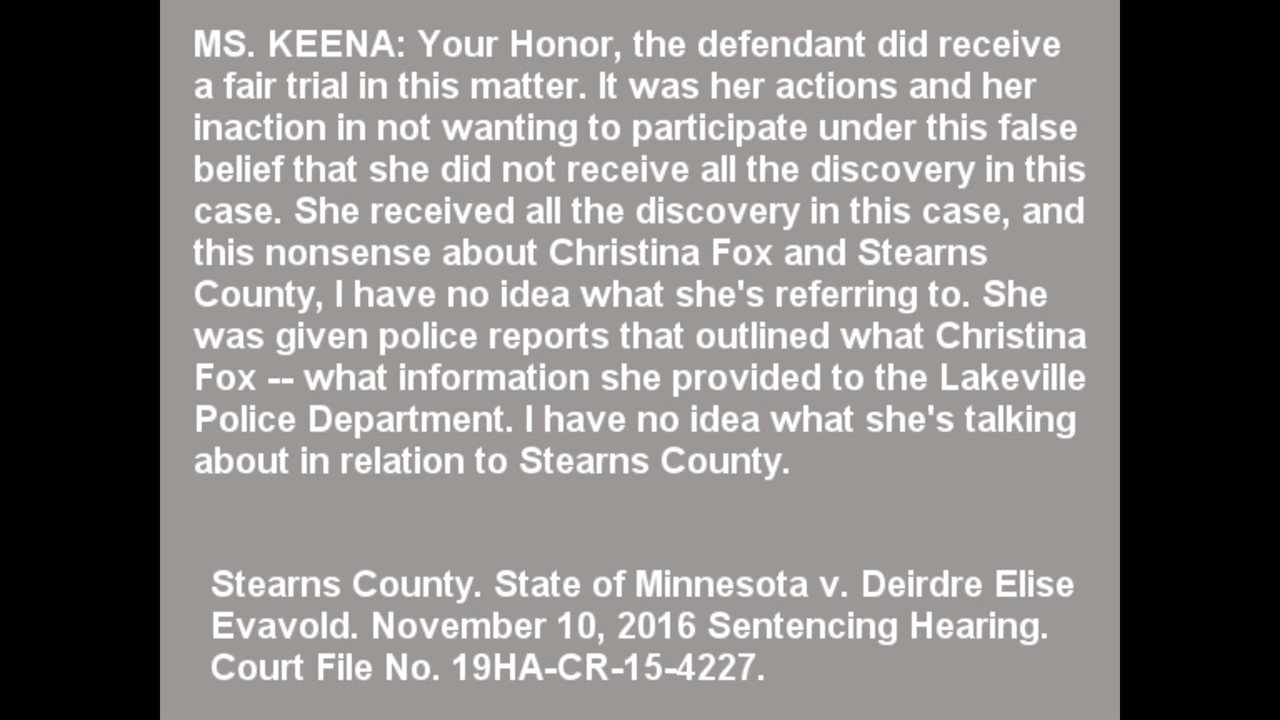 MS. KEENA: Your Honor, the defendant did receive
a fair trial in this matter. It was her actions and her
inaction in not wanting to participate under this false
belief that she did not receive all the discovery in this
case. She received all the discovery in this case, and
this nonsense about Christina Fox and Stearns
County, I have no idea what she's referring to. She
was given police reports that outlined what Christina
Fox -- what information she provided to the Lakeville
Police Department. I have no idea what she's talking
about in relation to Stearns County.
Stearns County. State of Minnesota v. Deirdre Elise
Evavold. November 10, 2016 Sentencing Hearing.
Court File No. 19HA-CR-15-4227.